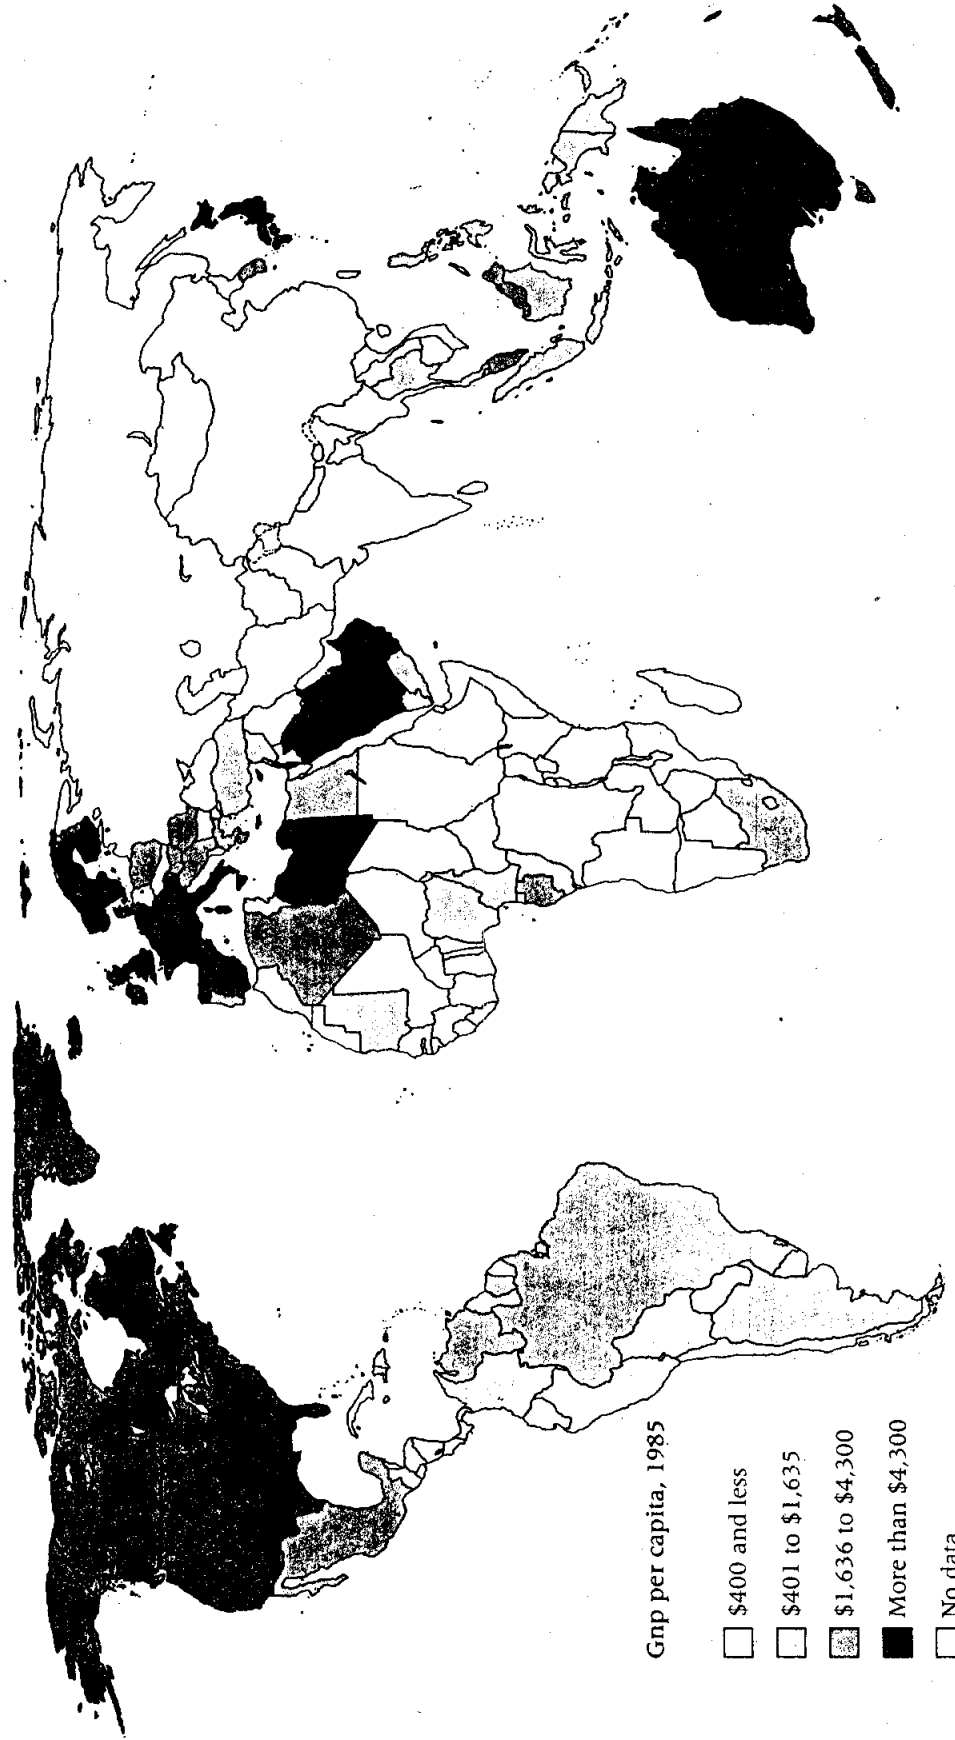 Gnp per capita, 1985
$400 and less
$401 to $1,635
$1,636 to $4,300
More than $4,300
No data